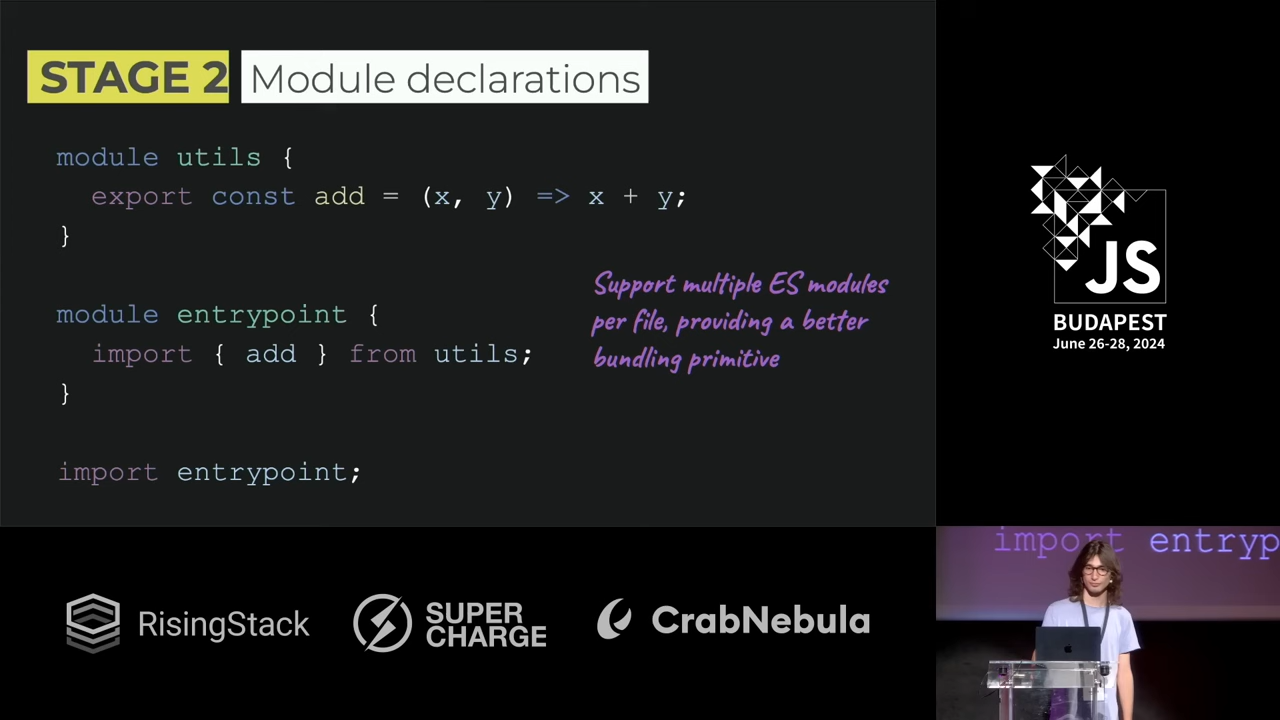 STAGE 2 Module declarations
module utils {
export const add = (x, y) => x + y;
}
module entrypoint {
import { add } from utils;
}
import entrypoint;
Support multiple ES modules
per file, providing a better
bundling primitive
JS
BUDAPEST
June 26-28, 2024
import entryp
RisingStack
SUPER
CHARGE
CrabNebula